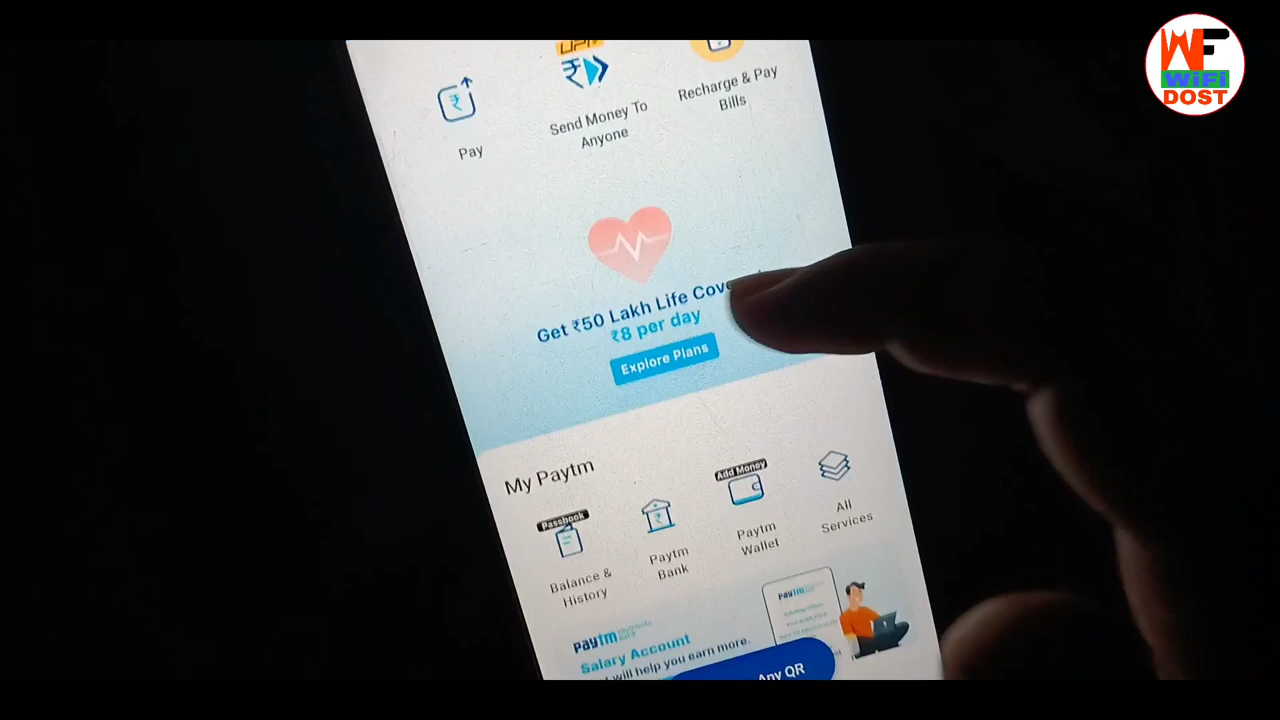 WF
WiFi
DOST
UPI
Send Money To
Anyone
Recharge & Pay
Bills
Pay
Get ₹50 Lakh Life Cove
₹8 per day
Explore Plans
My Paytm
Passbook
Balance &
History
Paytm
Bank
Add Money
Paytm
Wallet
All
Services
paytm
paytm
Salary Account
will help you earn more.
Any QR